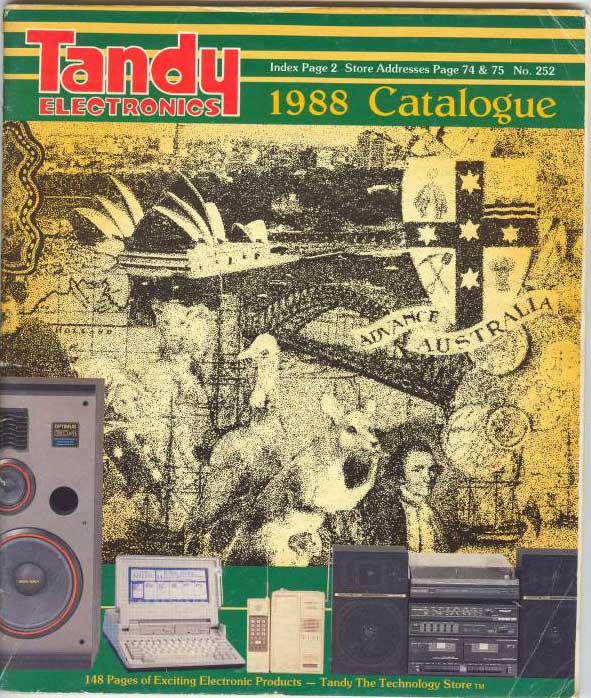 Tandy
ELECTRONICS
Index Page 2 - Store Addresses Page 74 & 75 No. 252
1988 Catalogue
ADVANCE
AUSTRALIA
OPTIMUS
148 Pages of Exciting Electronic Products — Tandy The Technology Store TM